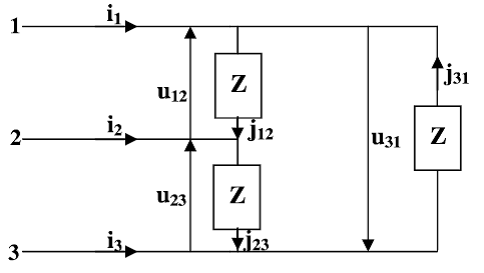 1 i₁
u₁₂ Z j₁₂
j₃₁
2 i₂
u₃₁ Z
u₂₃ Z j₂₃
3 i₃